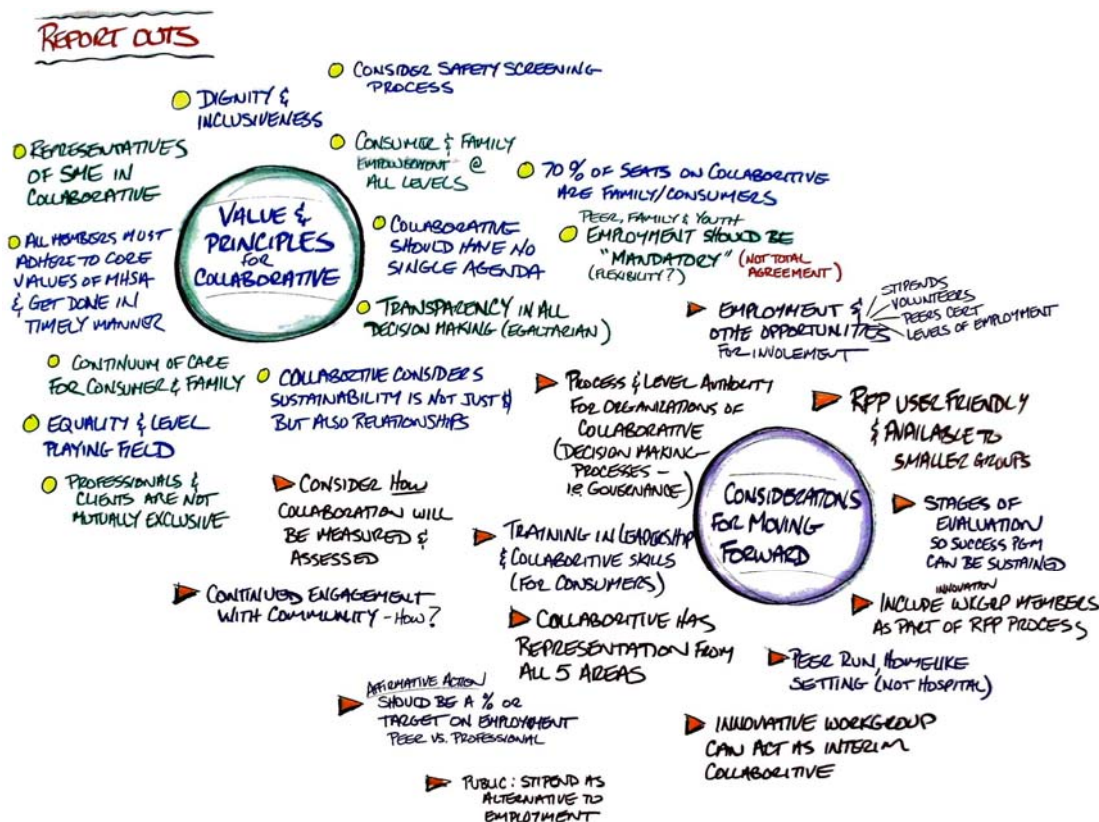 REPORT OUTS
CONSIDER SAFETY SCREENING
PROCESS
DIGNITY &
INCLUSIVENESS
CONSUMER & FAMILY
EMPOWERMENT @
ALL LEVELS
REPRESENTATIVES
OF SME IN
COLLABORATIVE
70% OF SEATS ON COLLABORITIVE
ARE FAMILY/CONSUMERS
VALUE &
PRINCIPLES
FOR
COLLABORATIVE
COLLABORATIVE
SHOULD HAVE NO
SINGLE AGENDA
PEER, FAMILY & YOUTH
EMPLOYMENT SHOULD BE
"MANDATORY" (NOT TOTAL
(FLEXIBILITY?) AGREEMENT)
ALL MEMBERS MUST
ADHERE TO CORE
VALUES OF MHSA
& GET DONE IN
TIMELY MANNER
TRANSPARENCY IN ALL
DECISION MAKING (EGALTARIAN)
EMPLOYMENT &
OTHE OPPORTUNITIES
FOR INVOLEMENT
STIPENDS
VOLUNTEERS
PEERS CERT
LEVELS OF EMPLOYMENT
CONTINUUM OF CARE
FOR CONSUMER & FAMILY
COLLABORTIVE CONSIDERS
SUSTAINABILITY IS NOT JUST $
BUT ALSO RELATIONSHIPS
EQUALITY & LEVEL
PLAYING FIELD
PROFESSIONALS &
CLIENTS ARE NOT
MUTUALLY EXCLUSIVE
PROCESS & LEVEL AUTHORITY
FOR ORGANIZATIONS OF
COLLABORATIVE
(DECISION MAKING-
PROCESSES -
i.e. GOVERNANCE)
RFP USER FRIENDLY
& AVAILABLE TO
SMALLER GROUPS
CONSIDERATIONS
FOR MOVING
FORWARD
CONSIDER HOW
COLLABORATION WILL
BE MEASURED &
ASSESSED
TRAINING IN LEADERSHIP
& COLLABORITIVE SKILLS
(FOR CONSUMERS)
STAGES OF
EVALUATION
SO SUCCESS PGM
CAN BE SUSTAINED
CONTINUED ENGAGEMENT
WITH COMMUNITY - HOW?
INNOVATION
INCLUDE WKGRP MEMBERS
AS PART OF RFP PROCESS
COLLABORITIVE HAS
REPRESENTATION FROM
ALL 5 AREAS
PEER RUN, HOMELIKE
SETTING (NOT HOSPITAL)
AFFIRMATIVE ACTION
SHOULD BE A % OR
TARGET ON EMPLOYMENT
PEER VS. PROFESSIONAL
INNOVATIVE WORKGROUP
CAN ACT AS INTERIM
COLLABORITIVE
PUBLIC: STIPEND AS
ALTERNATIVE TO
EMPLOYMENT